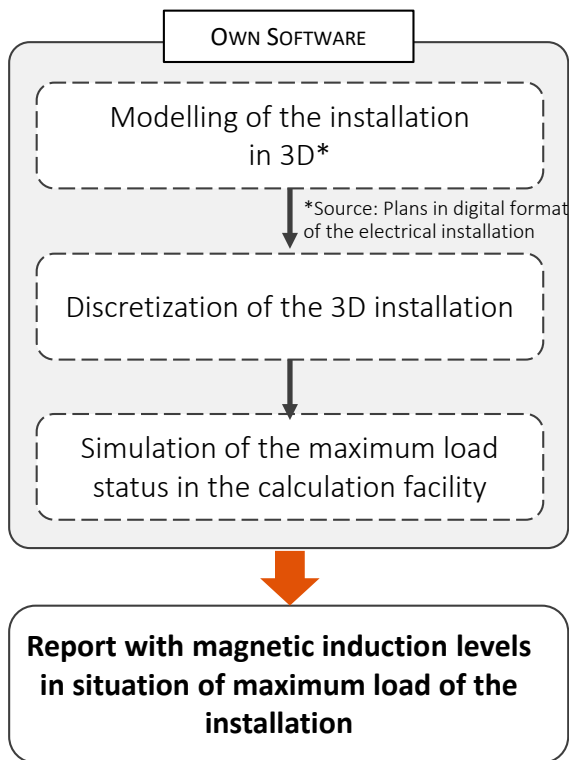 OWN SOFTWARE
Modelling of the installation
in 3D*
*Source: Plans in digital format
of the electrical installation
Discretization of the 3D installation
Simulation of the maximum load
status in the calculation facility
Report with magnetic induction levels
in situation of maximum load of the
installation